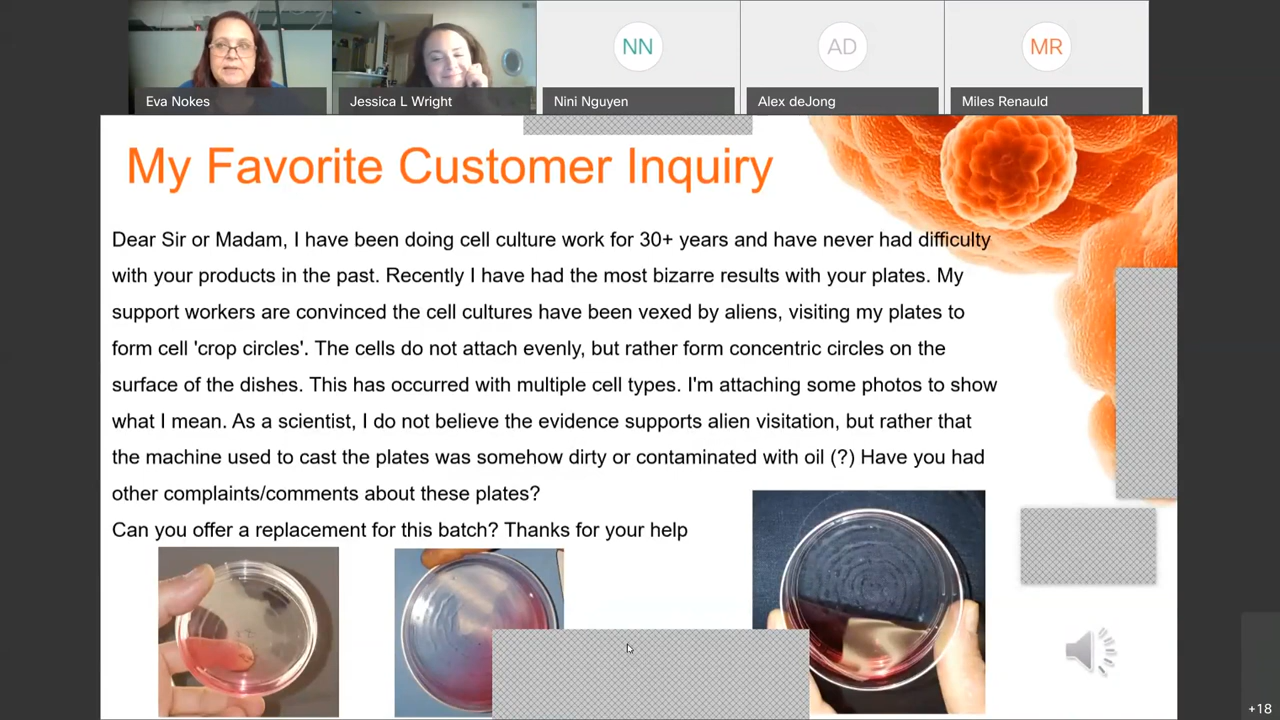 NN
AD
MR
Eva Nokes
Jessica L Wright
Nini Nguyen
Alex deJong
Miles Renauld
My Favorite Customer Inquiry
Dear Sir or Madam, I have been doing cell culture work for 30+ years and have never had difficulty
with your products in the past. Recently I have had the most bizarre results with your plates. My
support workers are convinced the cell cultures have been vexed by aliens, visiting my plates to
form cell 'crop circles'. The cells do not attach evenly, but rather form concentric circles on the
surface of the dishes. This has occurred with multiple cell types. I'm attaching some photos to show
what I mean. As a scientist, I do not believe the evidence supports alien visitation, but rather that
the machine used to cast the plates was somehow dirty or contaminated with oil (?) Have you had
other complaints/comments about these plates?
Can you offer a replacement for this batch? Thanks for your help
+18